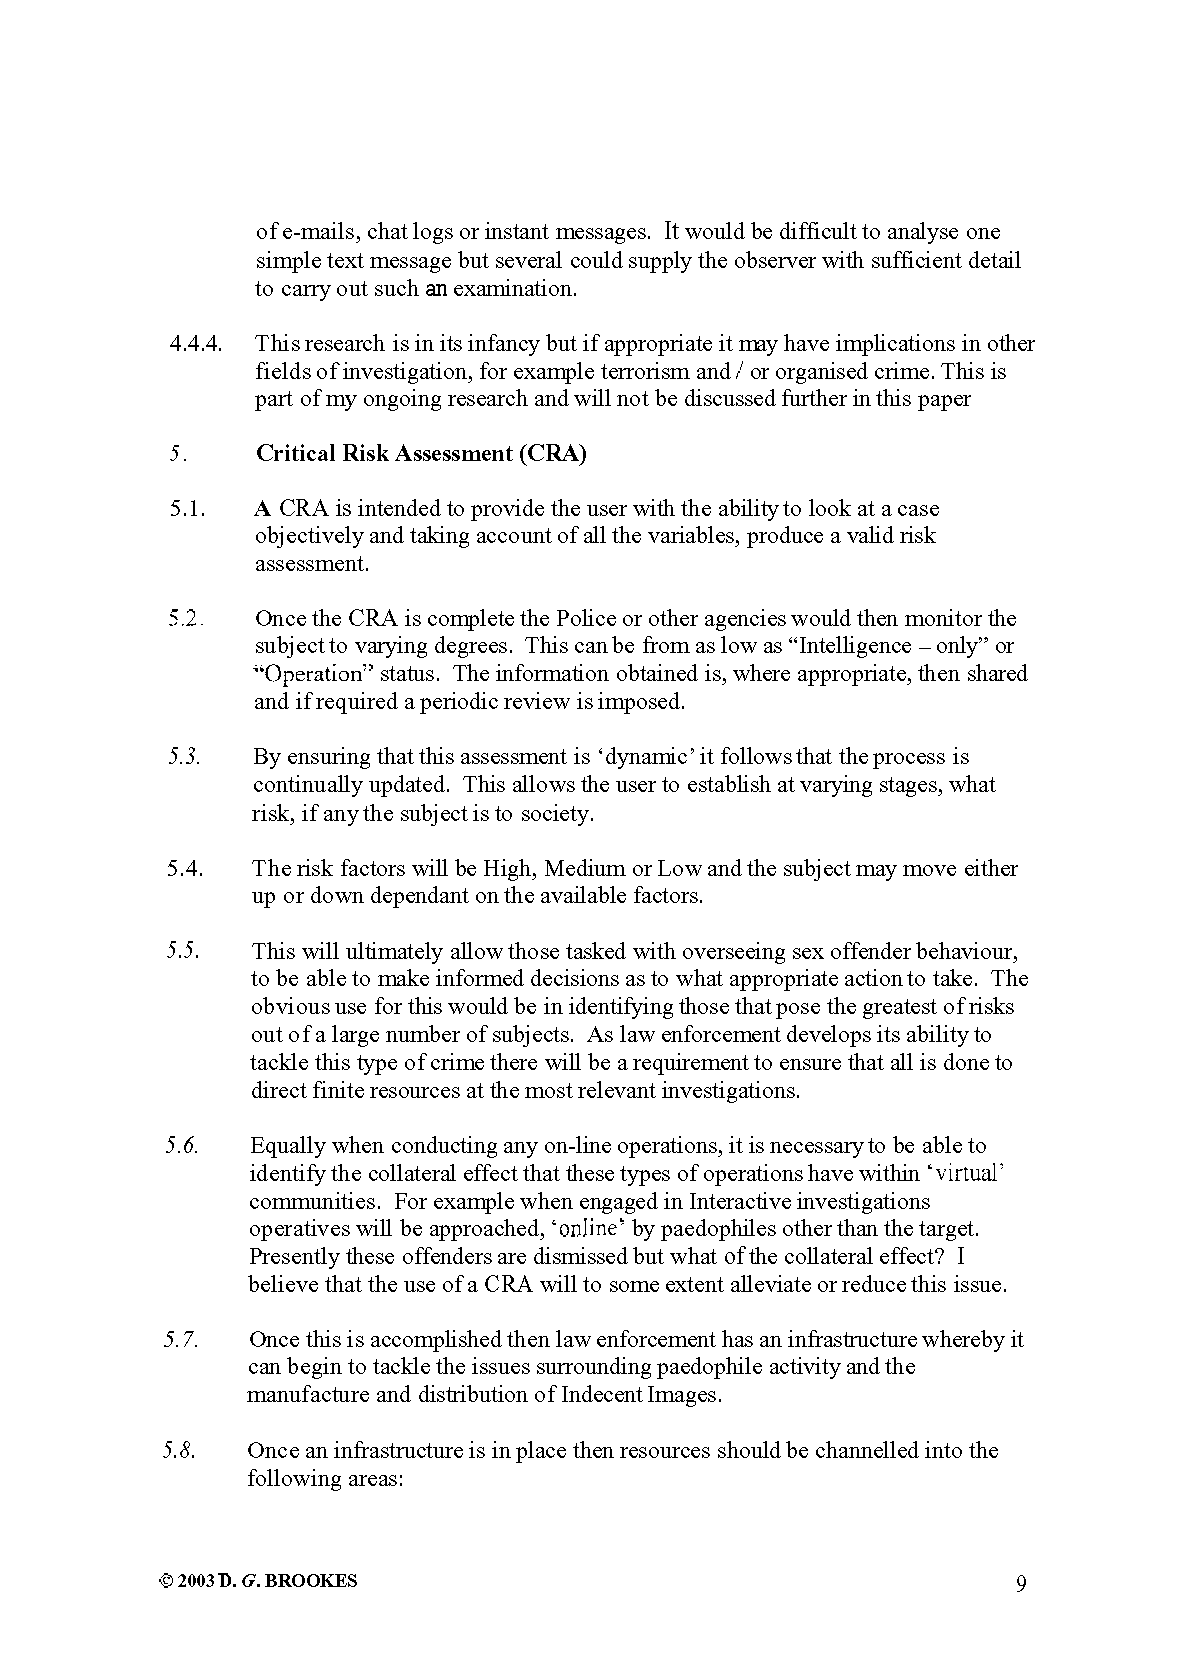 of e-mails, chat logs or instant messages. It would be difficult to analyse one
simple text message but several could supply the observer with sufficient detail
to carry out such an examination.
4.4.4. This research is in its infancy but if appropriate it may have implications in other
fields of investigation, for example terrorism and / or organised crime. This is
part of my ongoing research and will not be discussed further in this paper
5. Critical Risk Assessment (CRA)
5.1. A CRA is intended to provide the user with the ability to look at a case
objectively and taking account of all the variables, produce a valid risk
assessment.
5.2. Once the CRA is complete the Police or other agencies would then monitor the
subject to varying degrees. This can be from as low as “Intelligence – only” or
“Operation” status. The information obtained is, where appropriate, then shared
and if required a periodic review is imposed.
5.3. By ensuring that this assessment is ‘dynamic’ it follows that the process is
continually updated. This allows the user to establish at varying stages, what
risk, if any the subject is to society.
5.4. The risk factors will be High, Medium or Low and the subject may move either
up or down dependant on the available factors.
5.5. This will ultimately allow those tasked with overseeing sex offender behaviour,
to be able to make informed decisions as to what appropriate action to take. The
obvious use for this would be in identifying those that pose the greatest of risks
out of a large number of subjects. As law enforcement develops its ability to
tackle this type of crime there will be a requirement to ensure that all is done to
direct finite resources at the most relevant investigations.
5.6. Equally when conducting any on-line operations, it is necessary to be able to
identify the collateral effect that these types of operations have within ‘virtual’
communities. For example when engaged in Interactive investigations
operatives will be approached, ‘online’ by paedophiles other than the target.
Presently these offenders are dismissed but what of the collateral effect? I
believe that the use of a CRA will to some extent alleviate or reduce this issue.
5.7. Once this is accomplished then law enforcement has an infrastructure whereby it
can begin to tackle the issues surrounding paedophile activity and the
manufacture and distribution of Indecent Images.
5.8. Once an infrastructure is in place then resources should be channelled into the
following areas:
© 2003 D. G. BROOKES 9